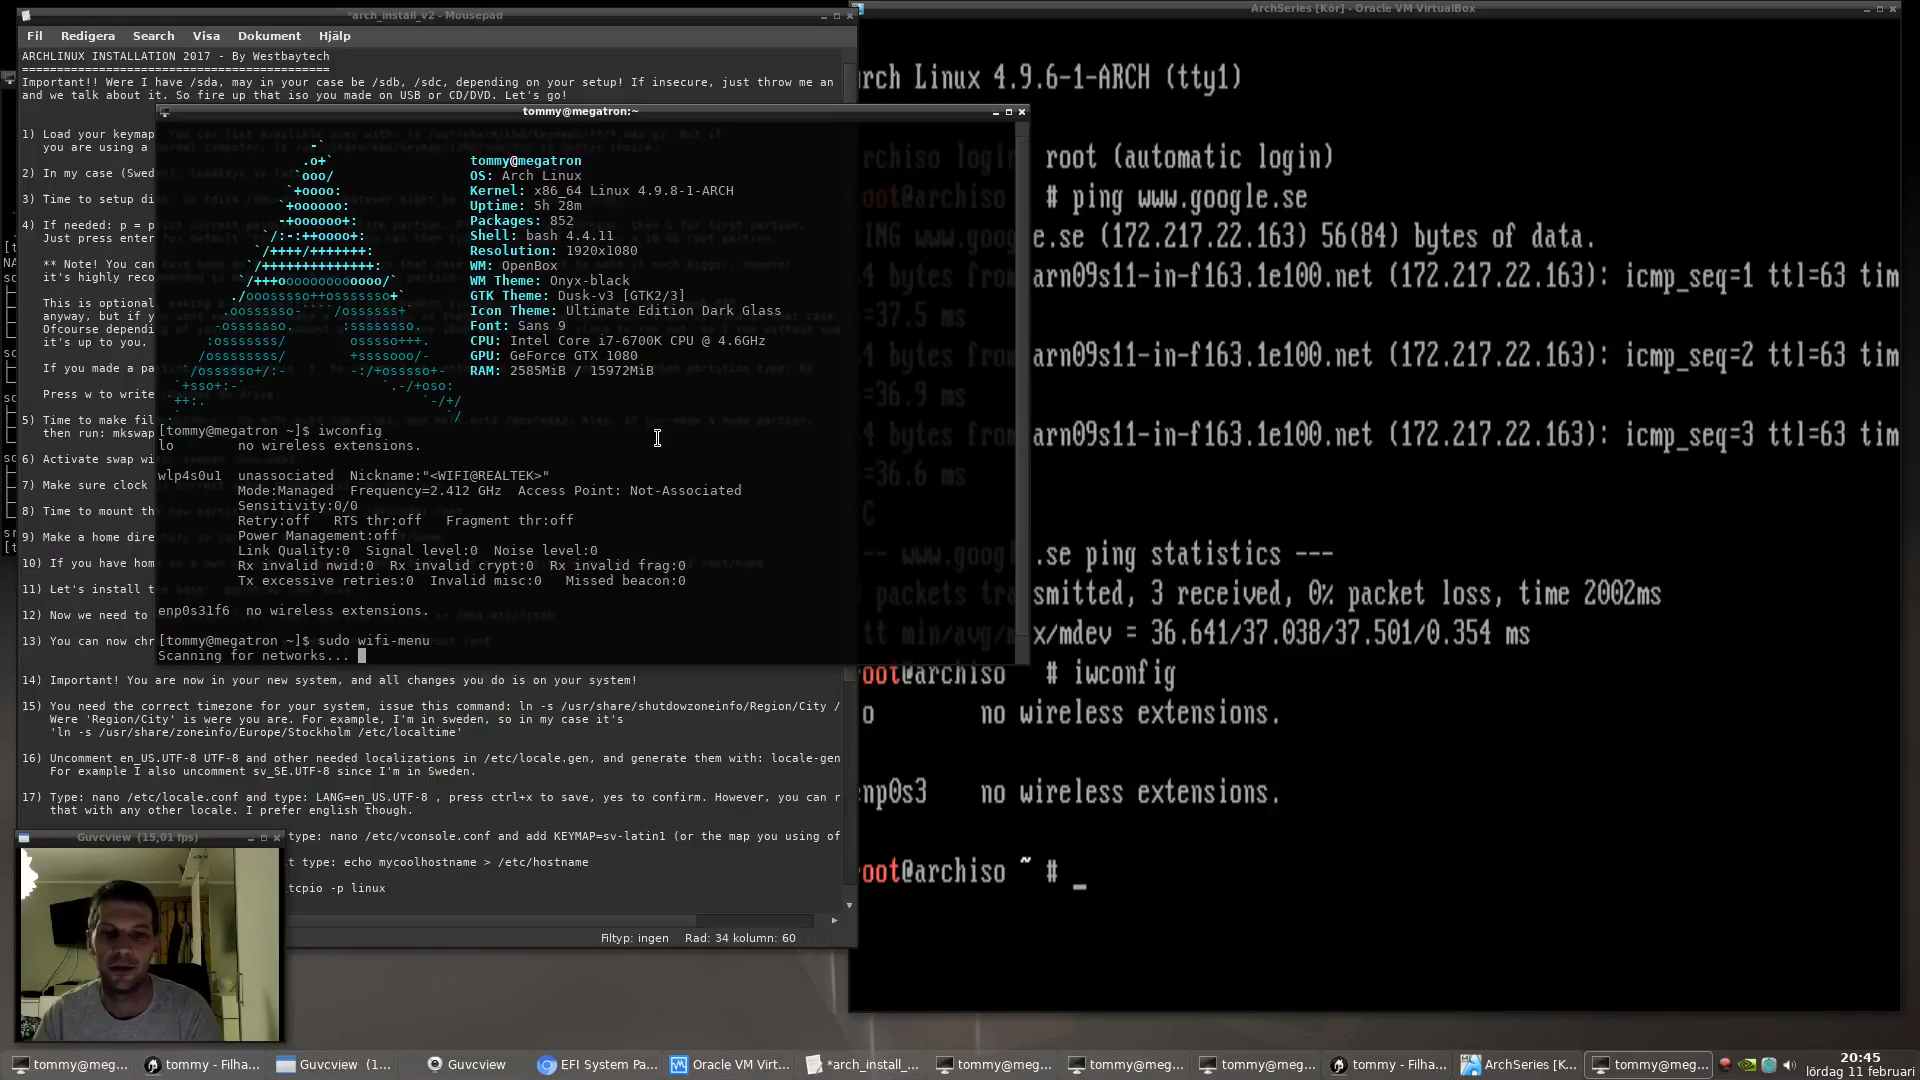 *arch_install_v2 - Mousepad
Fil Redigera Search Visa Dokument Hjälp
ARCHLINUX INSTALLATION 2017 - By Westbaytech
=============================================
Important!! Were I have /sda, may in your case be /sdb, /sdc, depending on your setup! If insecure, just throw me an
and we talk about it. So fire up that iso you made on USB or CD/DVD. Let's go!
1) Load your keymap
you are using a
2) In my case (Swed
3) Time to setup di
4) If needed: p = p
Just press enter
** Note! You can
it's highly reco
This is optional
anyway, but if y
Ofcourse dependi
it's up to you.
If you made a pa
Press w to write
5) Time to make fil
then run: mkswap
6) Activate swap wi
7) Make sure clock
8) Time to mount th
9) Make a home dire
10) If you have hom
11) Let's install t
12) Now we need to
13) You can now chr
14) Important! You are now in your new system, and all changes you do is on your system!
15) You need the correct timezone for your system, issue this command: ln -s /usr/share/shutdowzoneinfo/Region/City /
Were 'Region/City' is were you are. For example, I'm in sweden, so in my case it's
'ln -s /usr/share/zoneinfo/Europe/Stockholm /etc/localtime'
16) Uncomment en_US.UTF-8 UTF-8 and other needed localizations in /etc/locale.gen, and generate them with: locale-gen
For example I also uncomment sv_SE.UTF-8 since I'm in Sweden.
17) Type: nano /etc/locale.conf and type: LANG=en_US.UTF-8 , press ctrl+x to save, yes to confirm. However, you can r
that with any other locale. I prefer english though.
type: nano /etc/vconsole.conf and add KEYMAP=sv-latin1 (or the map you using of
t type: echo mycoolhostname > /etc/hostname
tcpio -p linux
Filtyp: ingen Rad: 34 kolumn: 60
tommy@megatron:~
tommy@megatron
OS: Arch Linux
Kernel: x86_64 Linux 4.9.8-1-ARCH
Uptime: 5h 28m
Packages: 852
Shell: bash 4.4.11
Resolution: 1920x1080
WM: OpenBox
WM Theme: Onyx-black
GTK Theme: Dusk-v3 [GTK2/3]
Icon Theme: Ultimate Edition Dark Glass
Font: Sans 9
CPU: Intel Core i7-6700K CPU @ 4.6GHz
GPU: GeForce GTX 1080
RAM: 2585MiB / 15972MiB
[tommy@megatron ~]$ iwconfig
lo no wireless extensions.
wlp4s0u1 unassociated Nickname:"<WIFI@REALTEK>"
Mode:Managed Frequency=2.412 GHz Access Point: Not-Associated
Sensitivity:0/0
Retry:off RTS thr:off Fragment thr:off
Power Management:off
Link Quality:0 Signal level:0 Noise level:0
Rx invalid nwid:0 Rx invalid crypt:0 Rx invalid frag:0
Tx excessive retries:0 Invalid misc:0 Missed beacon:0
enp0s31f6 no wireless extensions.
[tommy@megatron ~]$ sudo wifi-menu
Scanning for networks...
ArchSeries [Kör] - Oracle VM VirtualBox
rch Linux 4.9.6-1-ARCH (tty1)
archiso login root (automatic login)
root@archiso # ping www.google.se
ING www.goog e.se (172.217.22.163) 56(84) bytes of data.
4 bytes from arn09s11-in-f163.1e100.net (172.217.22.163): icmp_seq=1 ttl=63 tim
=37.5 ms
4 bytes from arn09s11-in-f163.1e100.net (172.217.22.163): icmp_seq=2 ttl=63 tim
=36.9 ms
4 bytes from arn09s11-in-f163.1e100.net (172.217.22.163): icmp_seq=3 ttl=63 tim
=36.6 ms
C
-- www.goog .se ping statistics ---
packets tra smitted, 3 received, 0% packet loss, time 2002ms
tt min/avg/m x/mdev = 36.641/37.038/37.501/0.354 ms
oot@archiso # iwconfig
o no wireless extensions.
enp0s3 no wireless extensions.
oot@archiso ~ # _
Guvcview (15,01 fps)
tommy@meg... tommy - Filha... Guvcview (1... Guvcview EFI System Pa... Oracle VM Virt... *arch_install_... tommy@meg... tommy@meg... tommy@meg... tommy - Filha... ArchSeries [K... tommy@meg...
20:45
lördag 11 februari